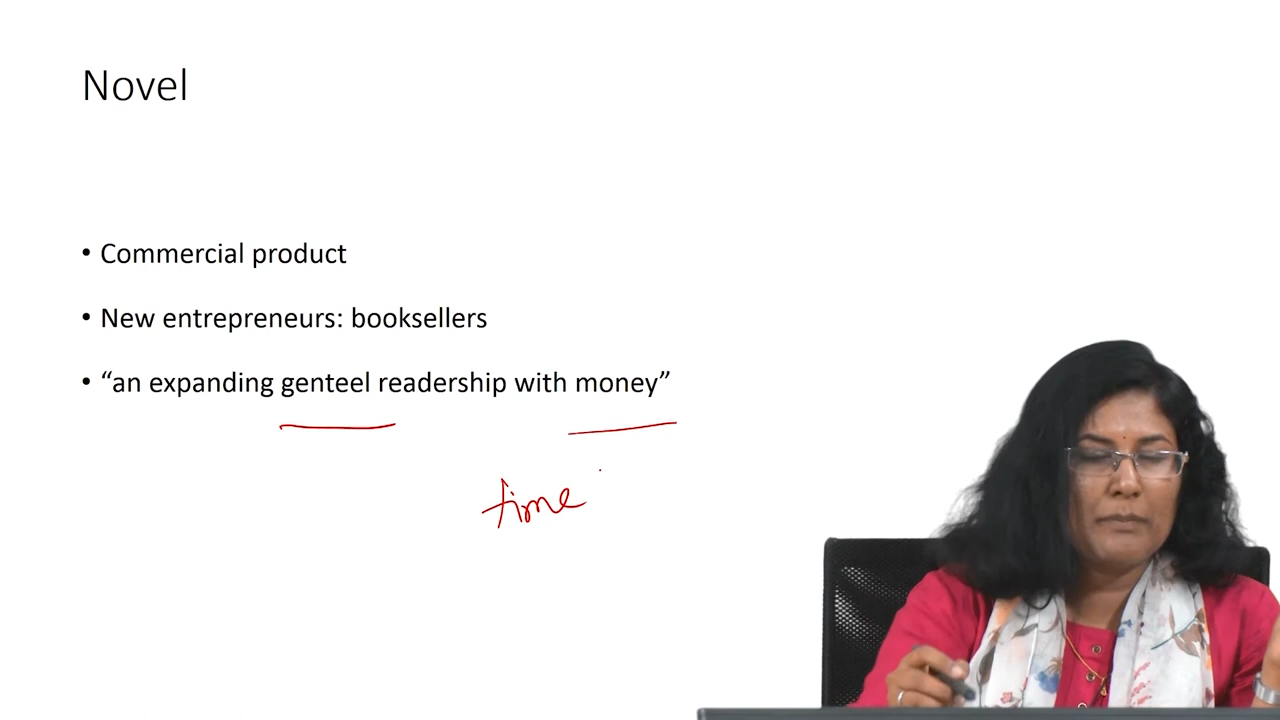 Novel
• Commercial product
• New entrepreneurs: booksellers
• “an expanding genteel readership with money”
time